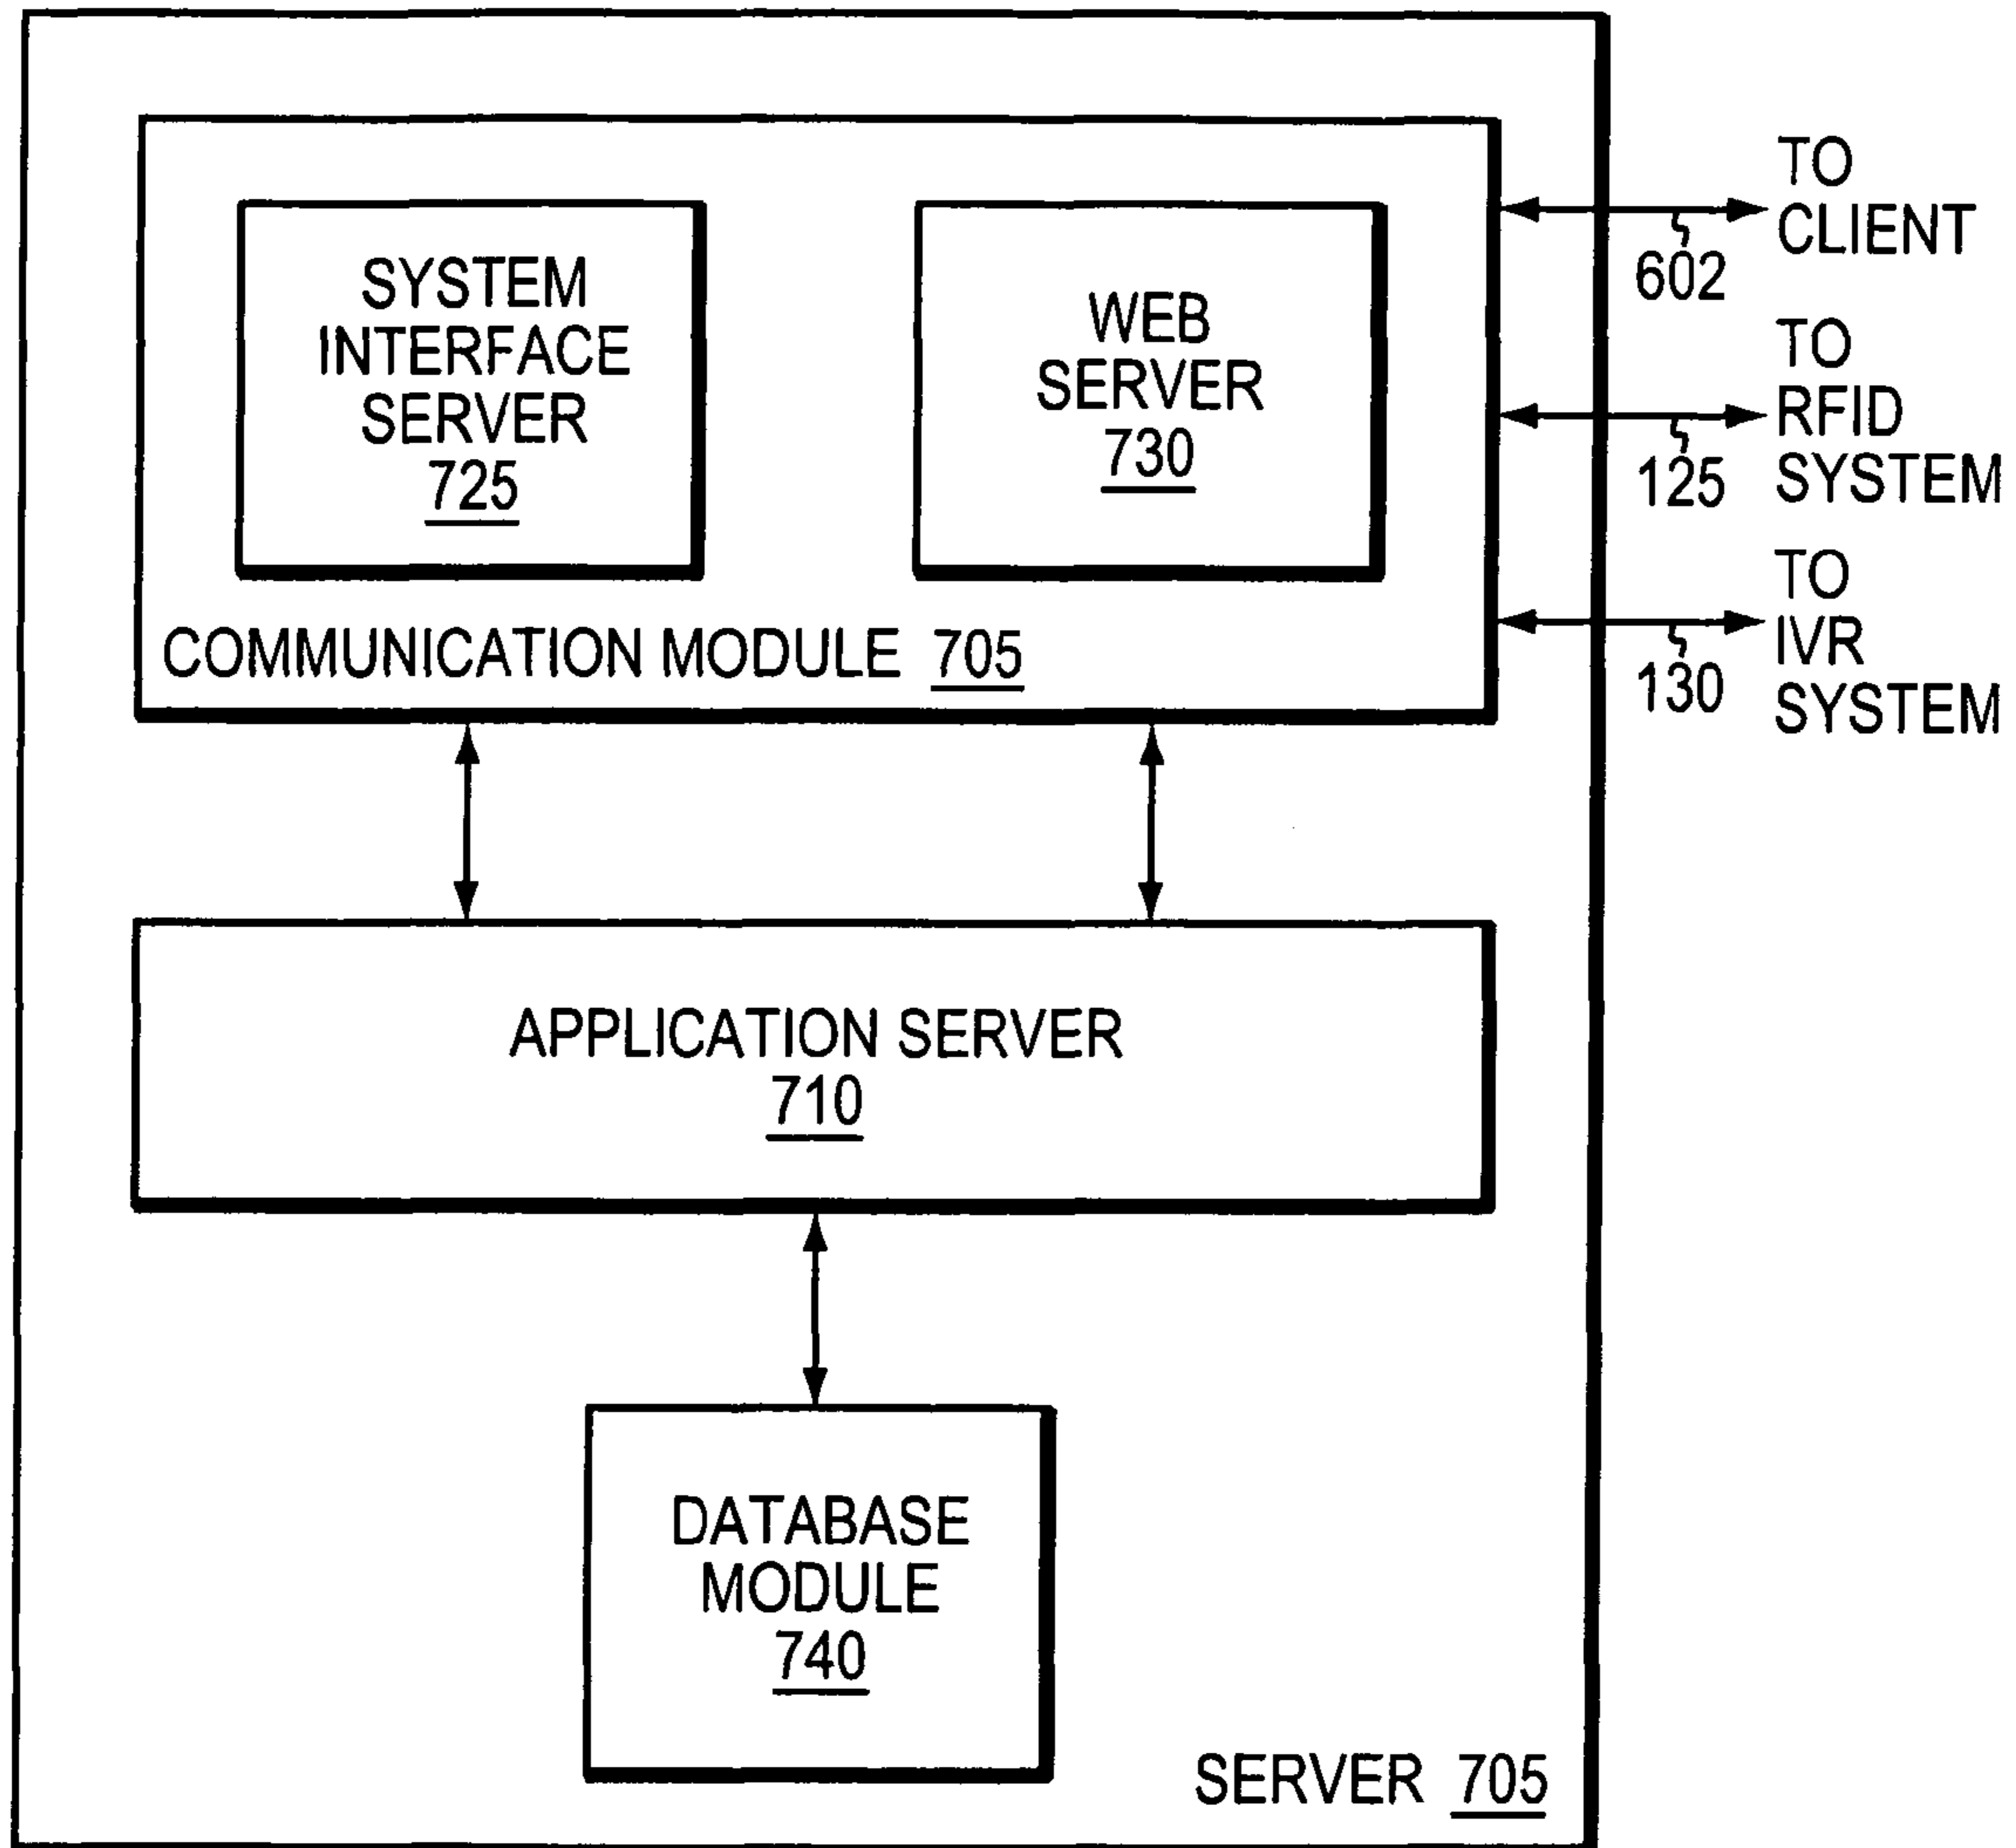 SYSTEM
INTERFACE
SERVER
725
WEB
SERVER
730
COMMUNICATION MODULE 705
TO
CLIENT
602
TO
RFID
SYSTEM
125
TO
IVR
SYSTEM
130
APPLICATION SERVER
710
DATABASE
MODULE
740
SERVER 705